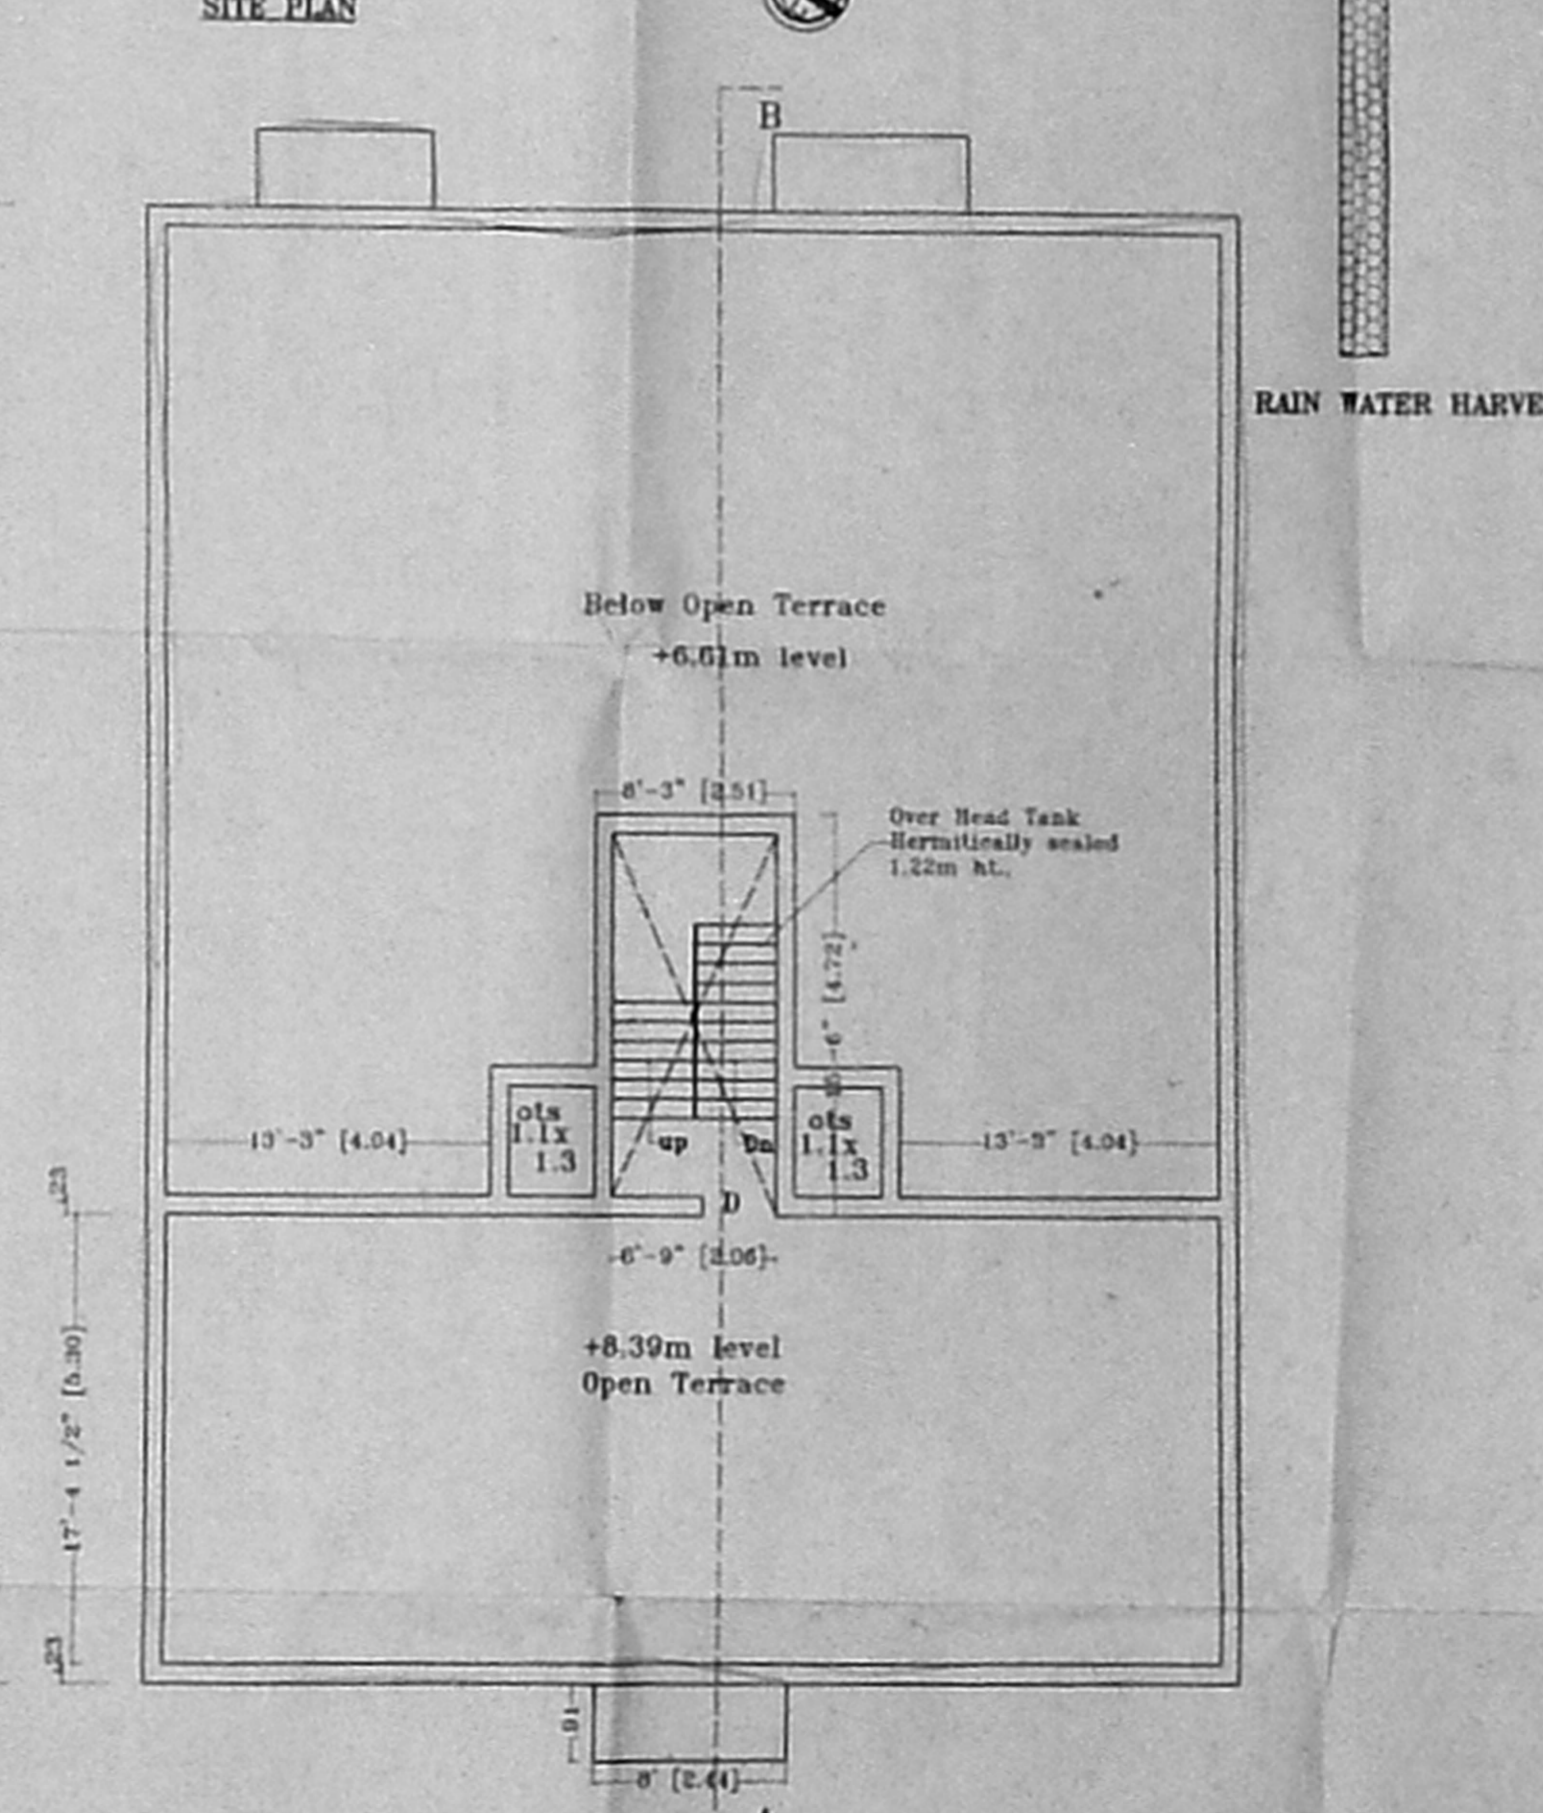 SITE PLAN
B
RAIN WATER HARVE
Below Open Terrace
+6.61m level
8'-3" [2.51]
Over Head Tank
Hermitically sealed
1.22m ht.,
-6" [4.72]
ots
1.1x
1.3
up
Dn
ots
1.1x
1.3
13'-3" [4.04]
13'-3" [4.04]
.23
D
6'-9" [2.06]
+8.39m level
Open Terrace
17'-4 1/2" [5.30]
.23
.91
8' [2.44]